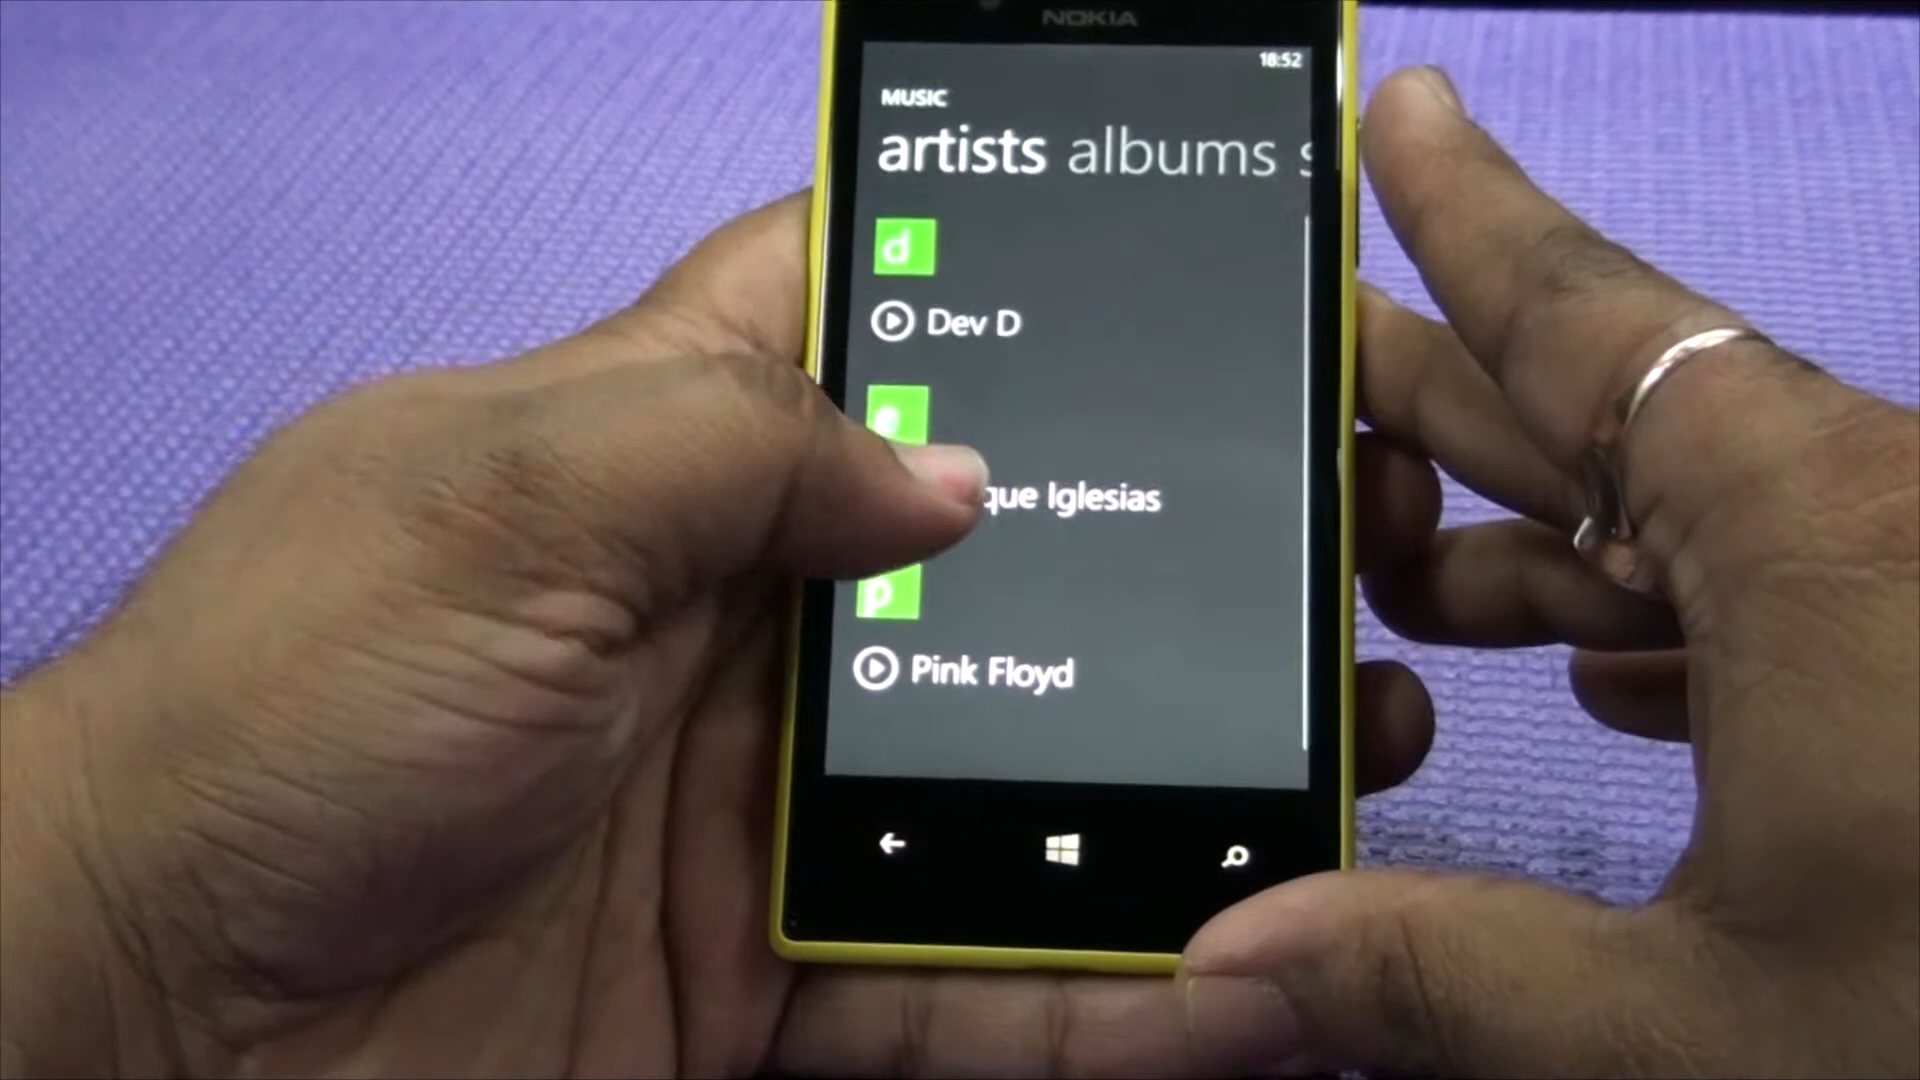 NOKIA
18:52
MUSIC
artists albums s
d
Dev D
e
que Iglesias
p
Pink Floyd